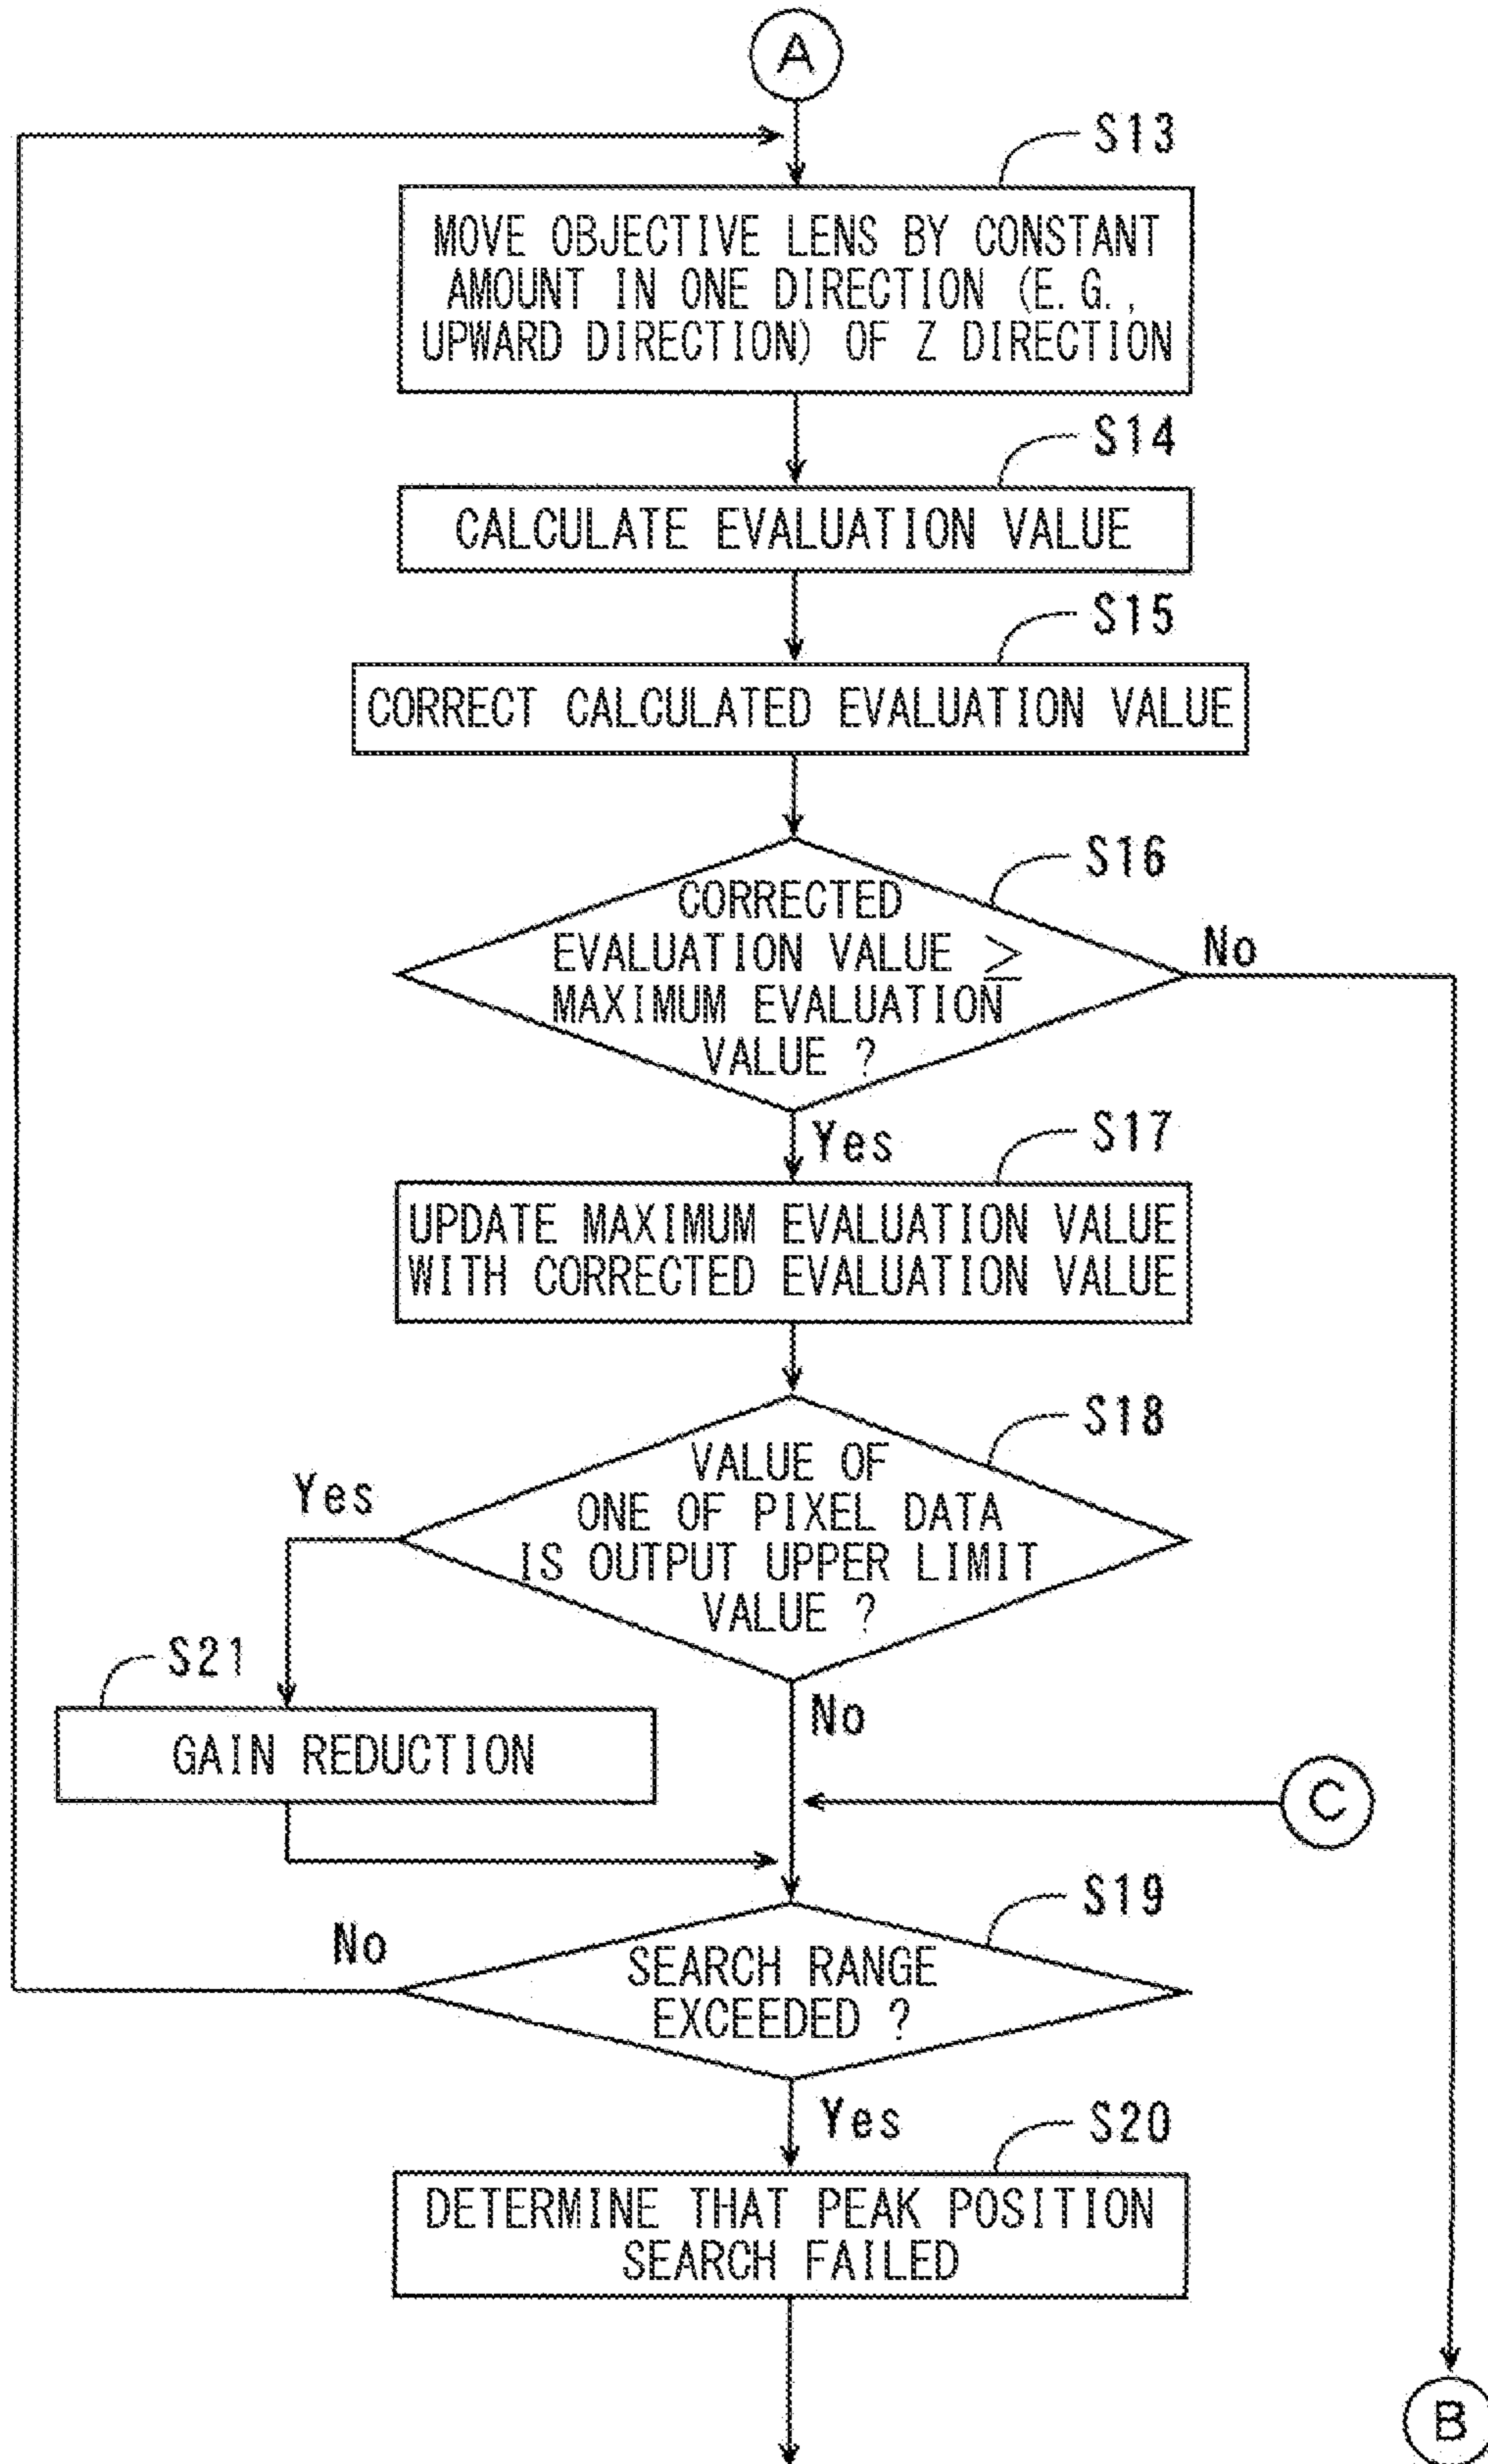 A
S13
MOVE OBJECTIVE LENS BY CONSTANT
AMOUNT IN ONE DIRECTION (E.G.,
UPWARD DIRECTION) OF Z DIRECTION
S14
CALCULATE EVALUATION VALUE
S15
CORRECT CALCULATED EVALUATION VALUE
S16
CORRECTED
EVALUATION VALUE ≥
MAXIMUM EVALUATION
VALUE ?
No
Yes
S17
UPDATE MAXIMUM EVALUATION VALUE
WITH CORRECTED EVALUATION VALUE
S18
VALUE OF
ONE OF PIXEL DATA
IS OUTPUT UPPER LIMIT
VALUE ?
Yes
S21
GAIN REDUCTION
No
C
S19
SEARCH RANGE
EXCEEDED ?
No
Yes
S20
DETERMINE THAT PEAK POSITION
SEARCH FAILED
B